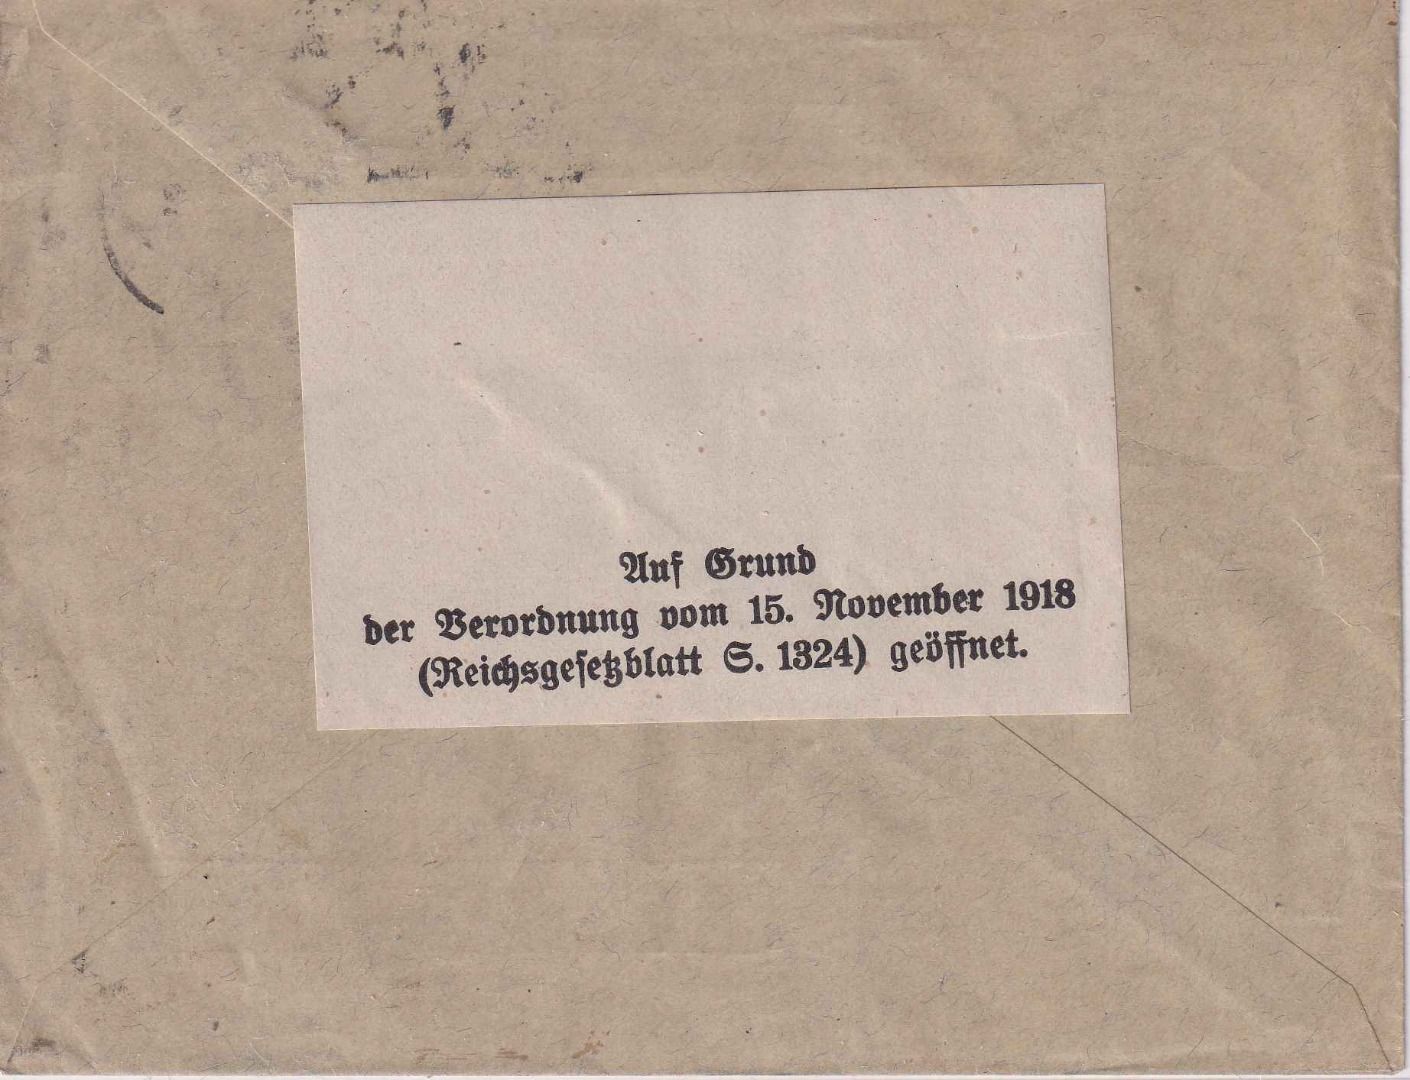 Auf Grund
der Verordnung vom 15. November 1918
(Reichsgesetzblatt S. 1324) geöffnet.